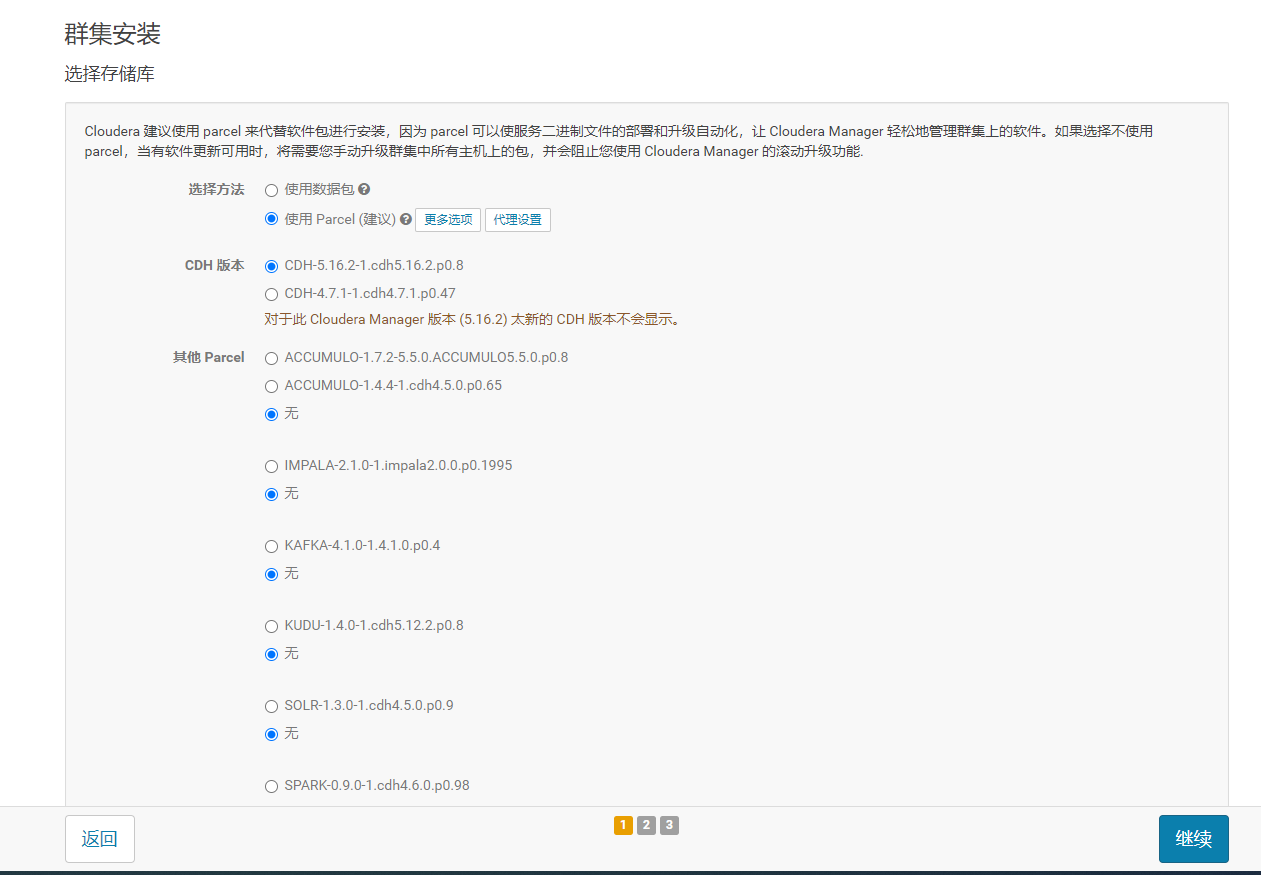 群集安装
选择存储库
Cloudera 建议使用 parcel 来代替软件包进行安装，因为 parcel 可以使服务二进制文件的部署和升级自动化，让 Cloudera Manager 轻松地管理群集上的软件。如果选择不使用
parcel，当有软件更新可用时，将需要您手动升级群集中所有主机上的包，并会阻止您使用 Cloudera Manager 的滚动升级功能.
选择方法 使用数据包 ?
使用 Parcel (建议) ? 更多选项 代理设置
CDH 版本 CDH-5.16.2-1.cdh5.16.2.p0.8
CDH-4.7.1-1.cdh4.7.1.p0.47
对于此 Cloudera Manager 版本 (5.16.2) 太新的 CDH 版本不会显示。
其他 Parcel ACCUMULO-1.7.2-5.5.0.ACCUMULO5.5.0.p0.8
ACCUMULO-1.4.4-1.cdh4.5.0.p0.65
无
IMPALA-2.1.0-1.impala2.0.0.p0.1995
无
KAFKA-4.1.0-1.4.1.0.p0.4
无
KUDU-1.4.0-1.cdh5.12.2.p0.8
无
SOLR-1.3.0-1.cdh4.5.0.p0.9
无
SPARK-0.9.0-1.cdh4.6.0.p0.98
返回 1 2 3 继续